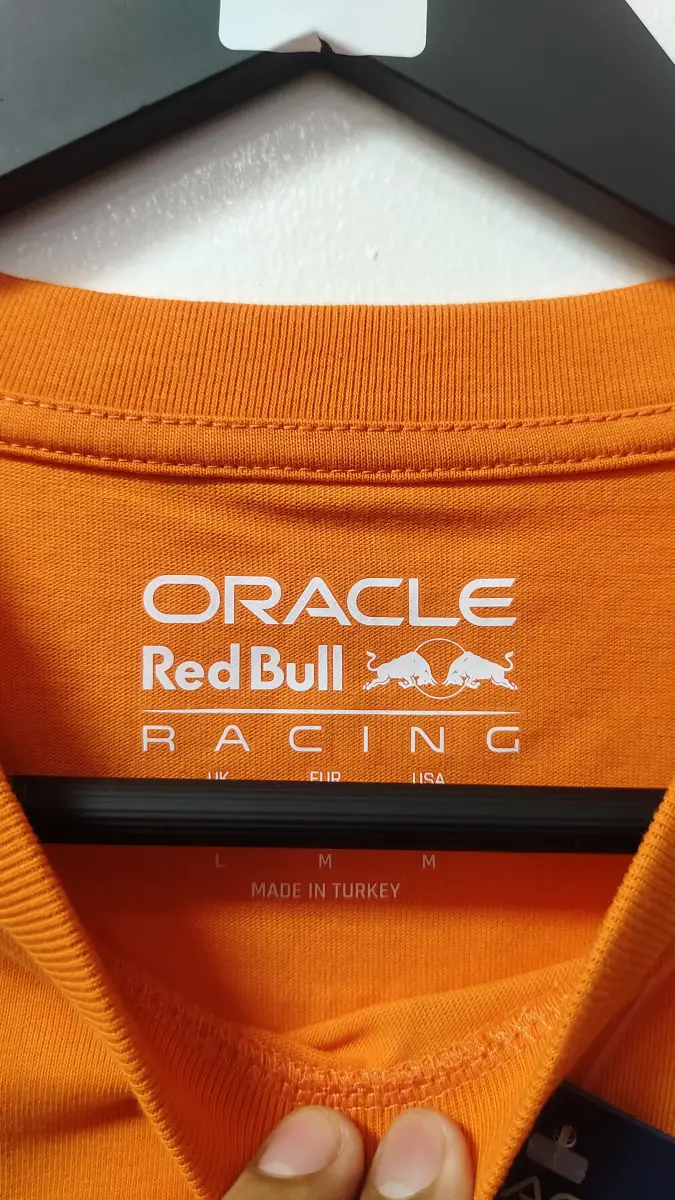 ORACLE
Red Bull
RACING
UK EUR USA
L M M
MADE IN TURKEY